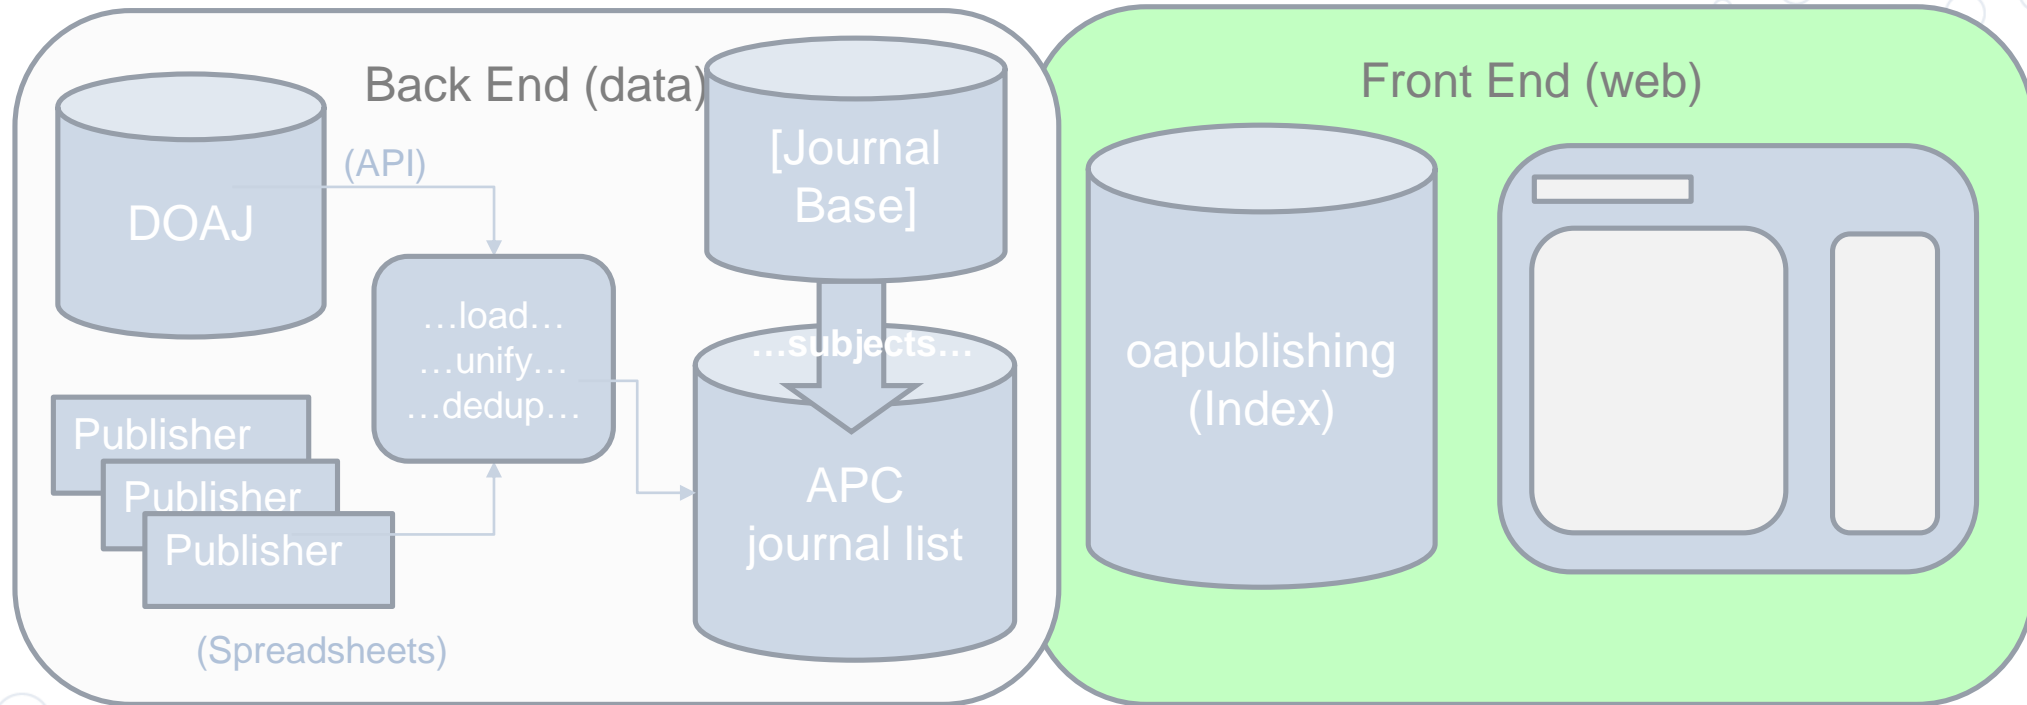 Back End (data)
DOAJ
(API)
[Journal
Base]
…load…
…unify…
…dedup…
…subjects…
Publisher
Publisher
Publisher
(Spreadsheets)
APC
journal list
Front End (web)
oapublishing
(Index)